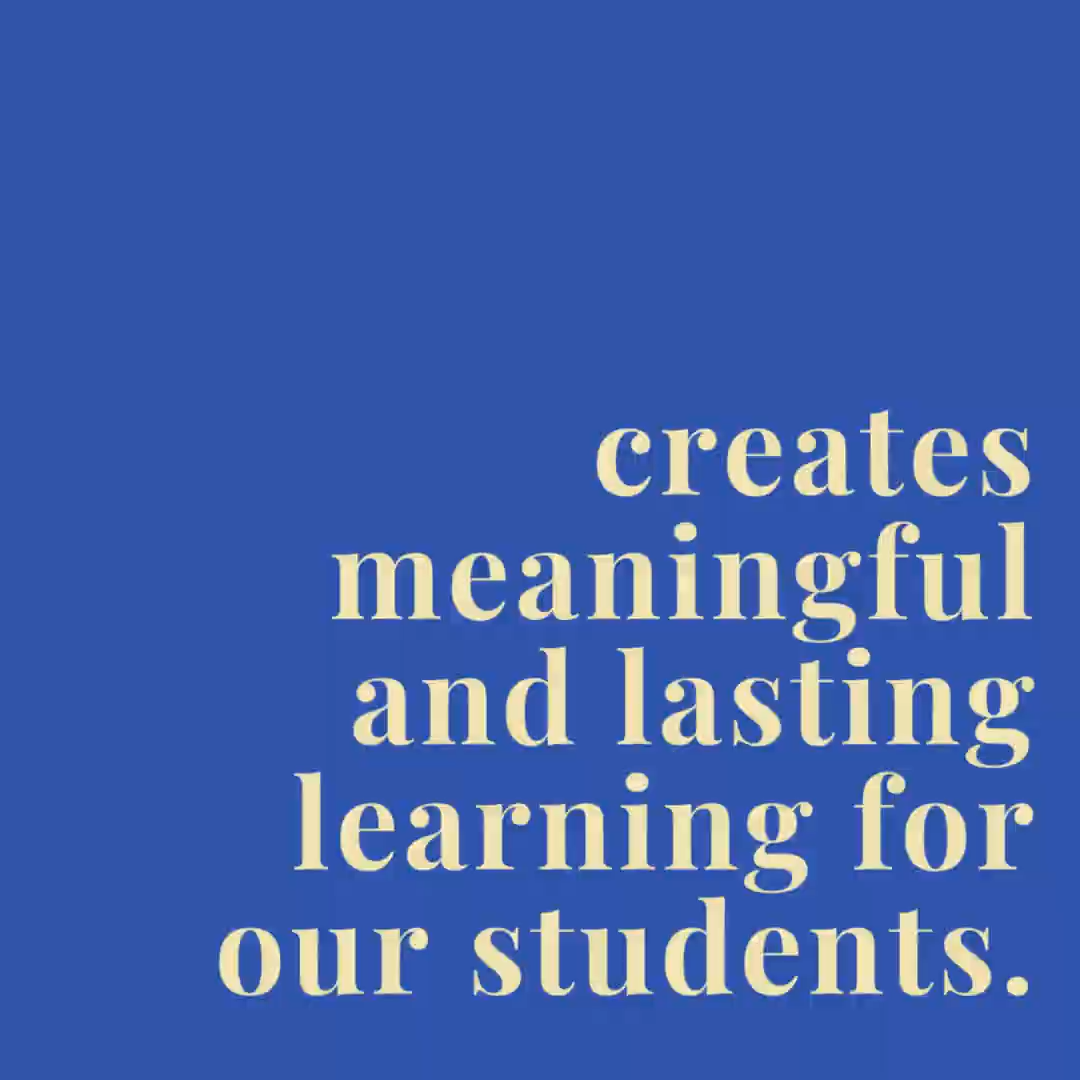 creates
meaningful
and lasting
learning for
our students.